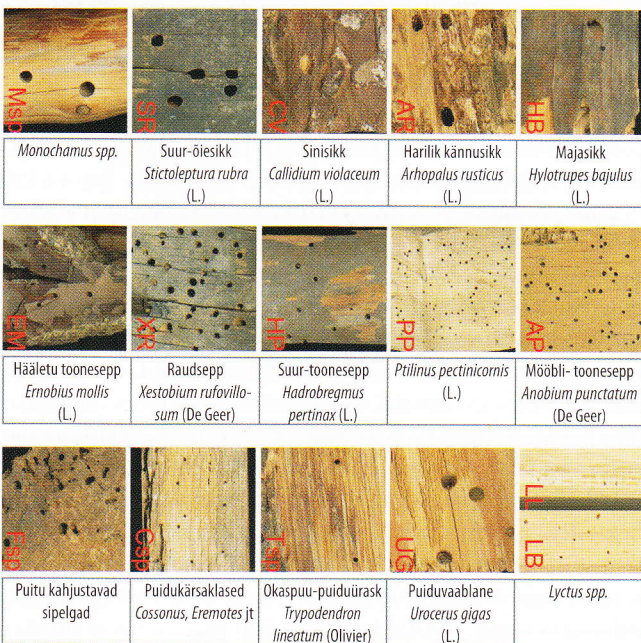 Msp
SR
CV
AR
HB
Monochamus spp.
Suur-õiesikk
Stictoleptura rubra
(L.)
Sinisikk
Callidium violaceum
(L.)
Harilik kännusikk
Arhopalus rusticus
(L.)
Majasikk
Hylotrupes bajulus
(L.)
EM
XR
HP
PP
AP
Hääletu toonesepp
Ernobius mollis
(L.)
Raudsepp
Xestobium rufovillo-
sum (De Geer)
Suur-toonesepp
Hadrobregmus
pertinax (L.)
Ptilinus pectinicornis
(L.)
Mööbli- toonesepp
Anobium punctatum
(De Geer)
Fsp
Csp
UG
LL
LB
Puitu kahjustavad
sipelgad
Puidukärsaklased
Cossonus, Eremotes jt
Okaspuu-puiduürask
Trypodendron
lineatum (Olivier)
Puiduvaablane
Urocerus gigas
(L.)
Lyctus spp.